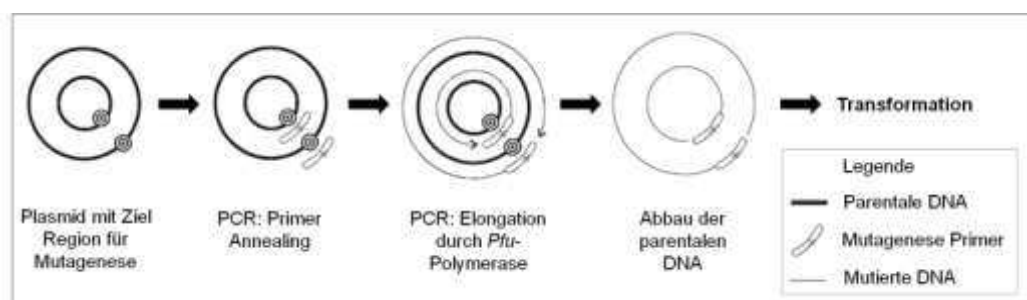 Plasmid mit Ziel
Region für
Mutagenese
PCR: Primer
Annealing
PCR: Elongation
durch Pfu-
Polymerase
Abbau der
parentalen
DNA
Transformation
Legende
Parentale DNA
Mutagenese Primer
Mutierte DNA